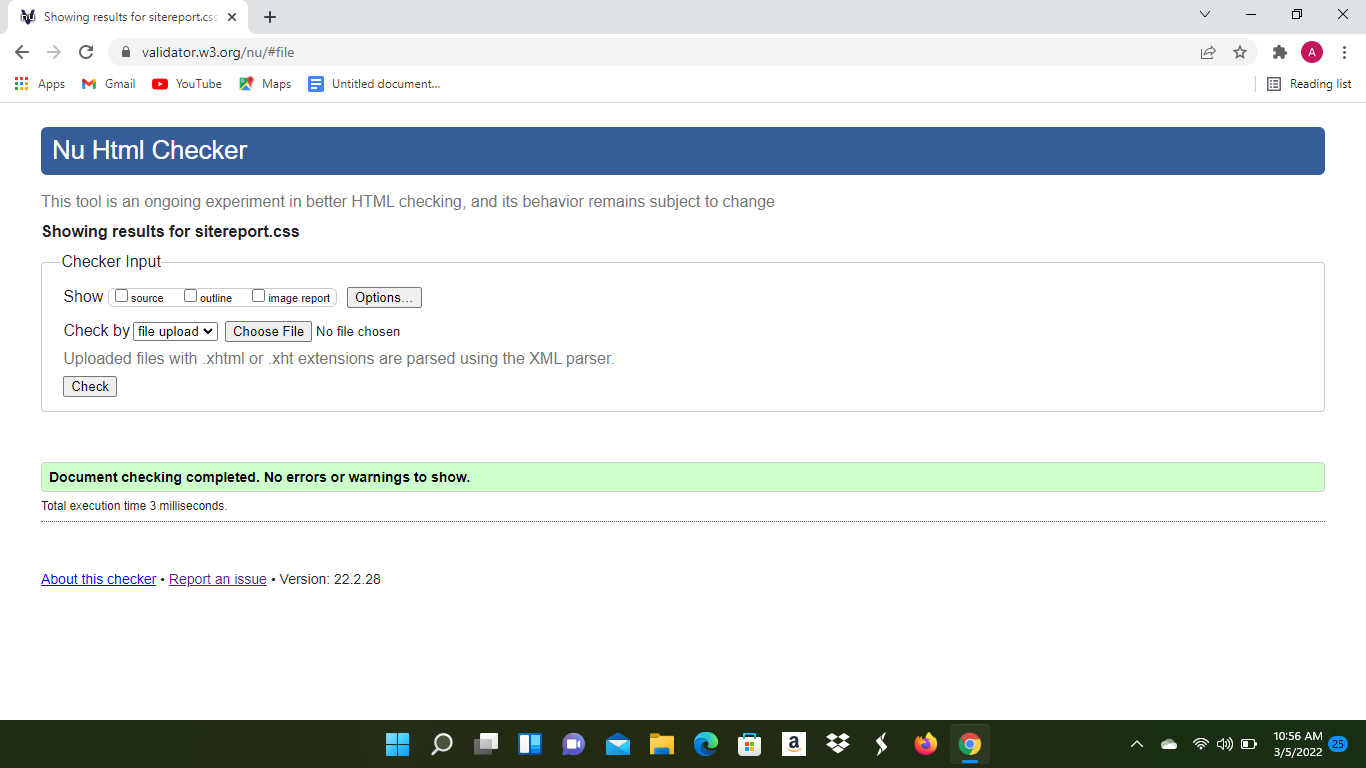 Showing results for sitereport.css
validator.w3.org/nu/#file
A
Apps Gmail YouTube Maps Untitled document... Reading list
Nu Html Checker
This tool is an ongoing experiment in better HTML checking, and its behavior remains subject to change
Showing results for sitereport.css
Checker Input
Show source outline image report Options...
Check by file upload Choose File No file chosen
Uploaded files with .xhtml or .xht extensions are parsed using the XML parser.
Check
Document checking completed. No errors or warnings to show.
Total execution time 3 milliseconds.
About this checker • Report an issue • Version: 22.2.28
a
10:56 AM
3/5/2022 25